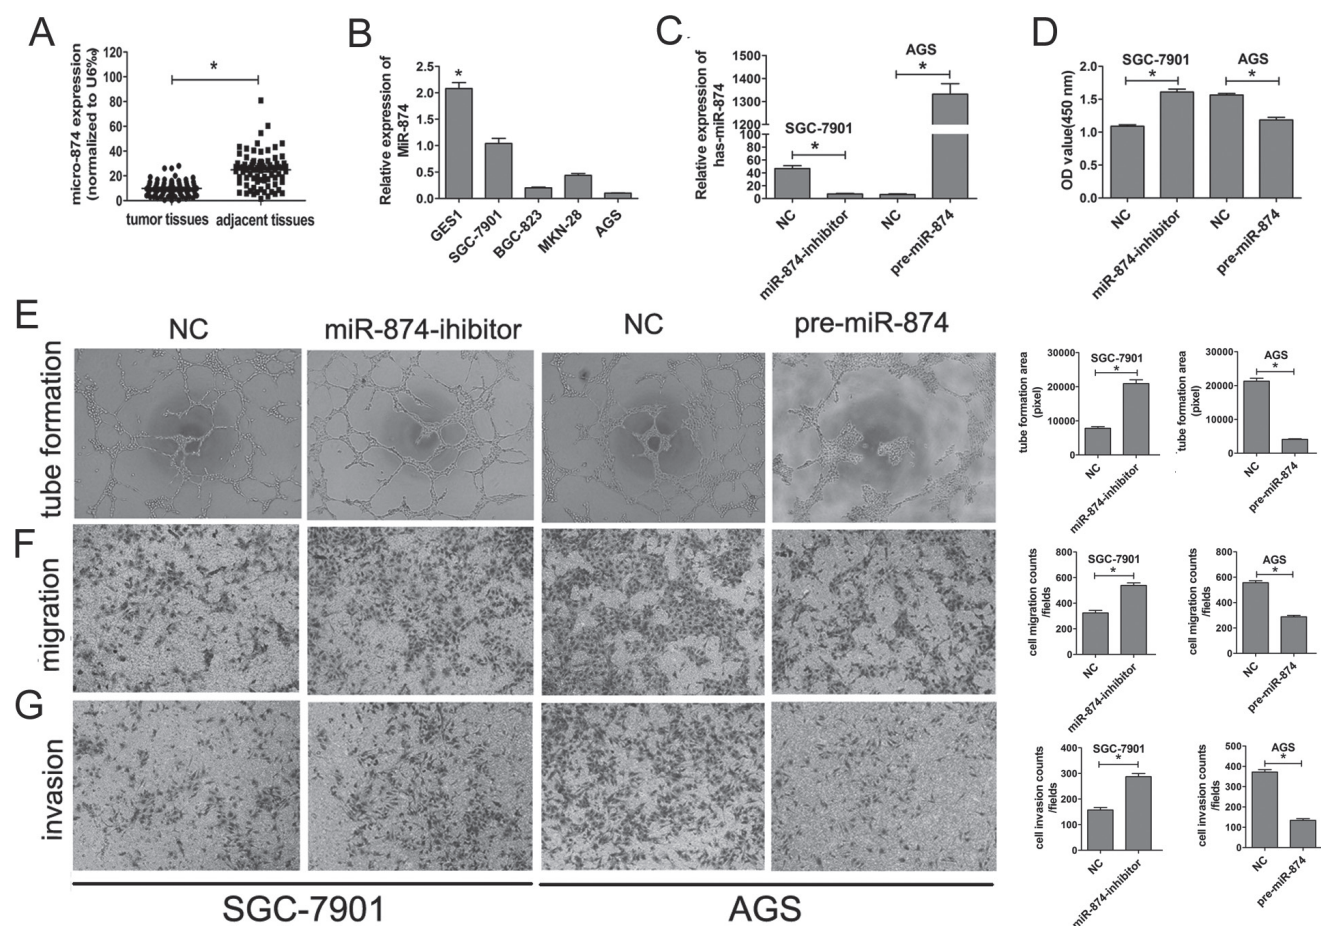 A
micro-874 expression
(normalized to U6‰)
120
100
80
60
40
20
0
*
tumor tissues
adjacent tissues
B
Relative expression of
MiR-874
2.5
2.0
1.5
1.0
0.5
0.0
*
GES1
SGC-7901
BGC-823
MKN-28
AGS
C
Relative expression of
has-miR-874
1500
1400
1300
1200
100
80
60
40
20
0
SGC-7901
*
AGS
*
NC
miR-874-inhibitor
NC
pre-miR-874
D
OD value(450 nm)
2.0
1.5
1.0
0.5
0.0
SGC-7901
*
AGS
*
NC
miR-874-inhibitor
NC
pre-miR-874
E
NC
miR-874-ihibitor
NC
pre-miR-874
tube formation
tube formation area
(pixel)
30000
20000
10000
0
SGC-7901
*
NC
miR-874-inhibitor
tube formation area
(pixel)
30000
20000
10000
0
AGS
*
NC
pre-miR-874
F
migration
cell migration counts
/fields
800
600
400
200
0
SGC-7901
*
NC
miR-874-inhibitor
cell migration counts
/fields
800
600
400
200
0
AGS
*
NC
pre-miR-874
G
invasion
cell invasion counts
/fields
400
300
200
100
0
SGC-7901
*
NC
miR-874-inhibitor
cell invasion counts
/fields
500
400
300
200
100
0
AGS
*
NC
pre-miR-874
SGC-7901
AGS